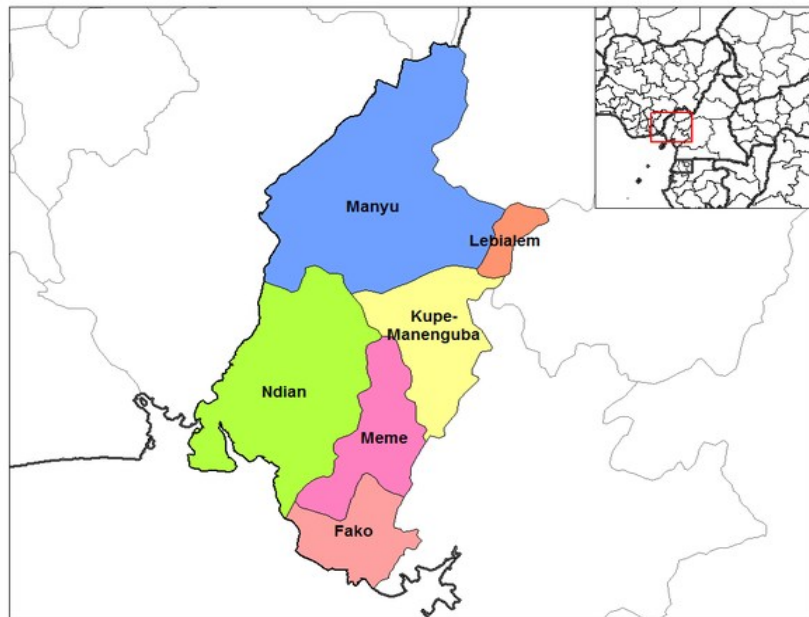 Manyu
Lebialem
Kupe-
Manenguba
Ndian
Meme
Fako